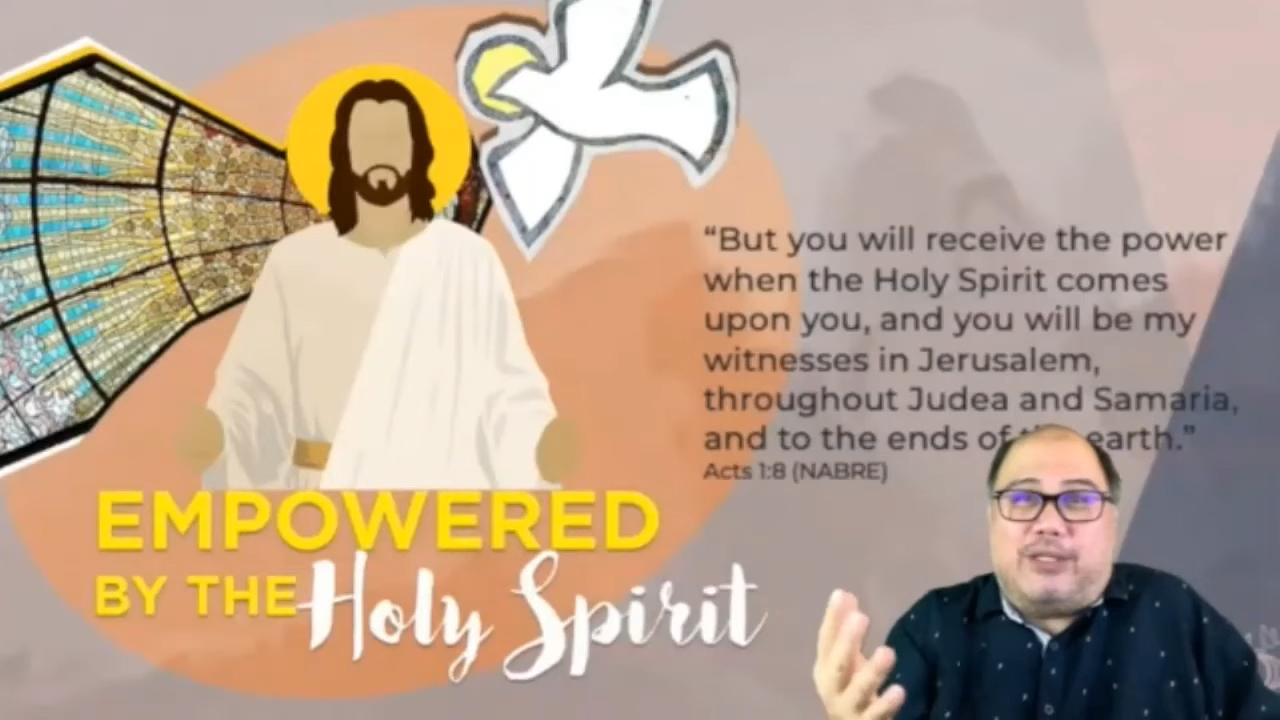 EMPOWERED
BY THE Holy Spirit
“But you will receive the power
when the Holy Spirit comes
upon you, and you will be my
witnesses in Jerusalem,
throughout Judea and Samaria,
and to the ends of earth.”
Acts 1:8 (NABRE)